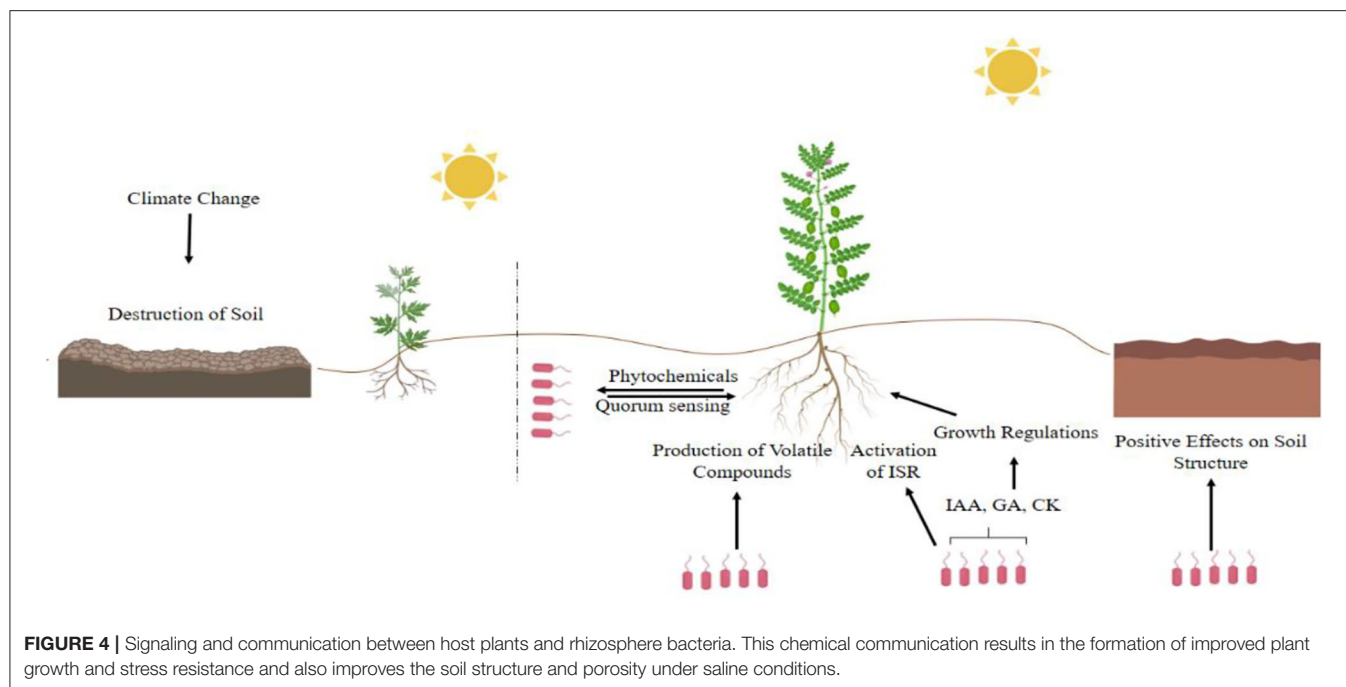 Climate Change
Destruction of Soil
Phytochemicals
Quorum sensing
Production of Volatile
Compounds
Activation
of ISR
Growth Regulations
IAA, GA, CK
Positive Effects on Soil
Structure
FIGURE 4 | Signaling and communication between host plants and rhizosphere bacteria. This chemical communication results in the formation of improved plant
growth and stress resistance and also improves the soil structure and porosity under saline conditions.